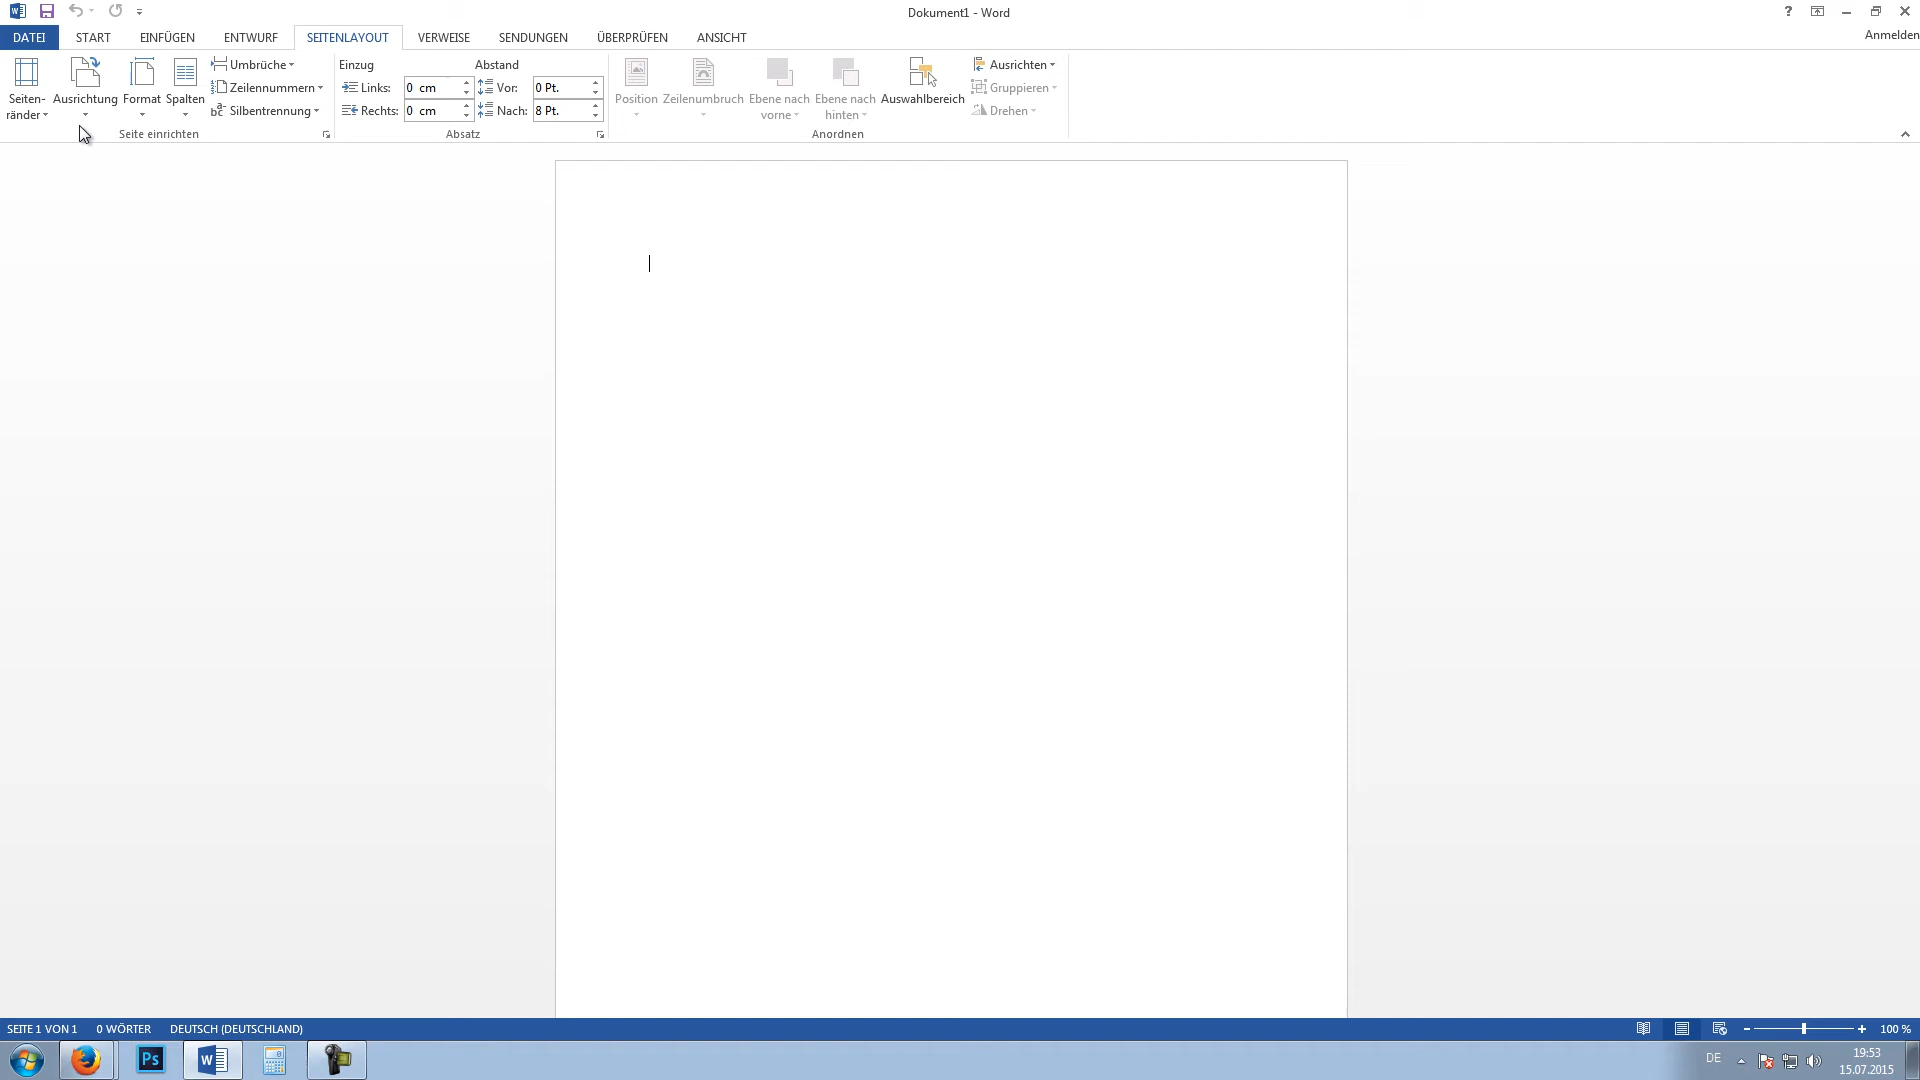 Dokument1 - Word
Anmelden
DATEI START EINFÜGEN ENTWURF SEITENLAYOUT VERWEISE SENDUNGEN ÜBERPRÜFEN ANSICHT
Seiten-
ränder
Ausrichtung
Format
Spalten
Umbrüche
Zeilennummern
Silbentrennung
Seite einrichten
Einzug
Links: 0 cm
Rechts: 0 cm
Abstand
Vor: 0 Pt.
Nach: 8 Pt.
Absatz
Position
Zeilenumbruch
Ebene nach
vorne
Ebene nach
hinten
Auswahlbereich
Ausrichten
Gruppieren
Drehen
Anordnen
SEITE 1 VON 1 0 WÖRTER DEUTSCH (DEUTSCHLAND)
100 %
Ps
DE
19:53
15.07.2015